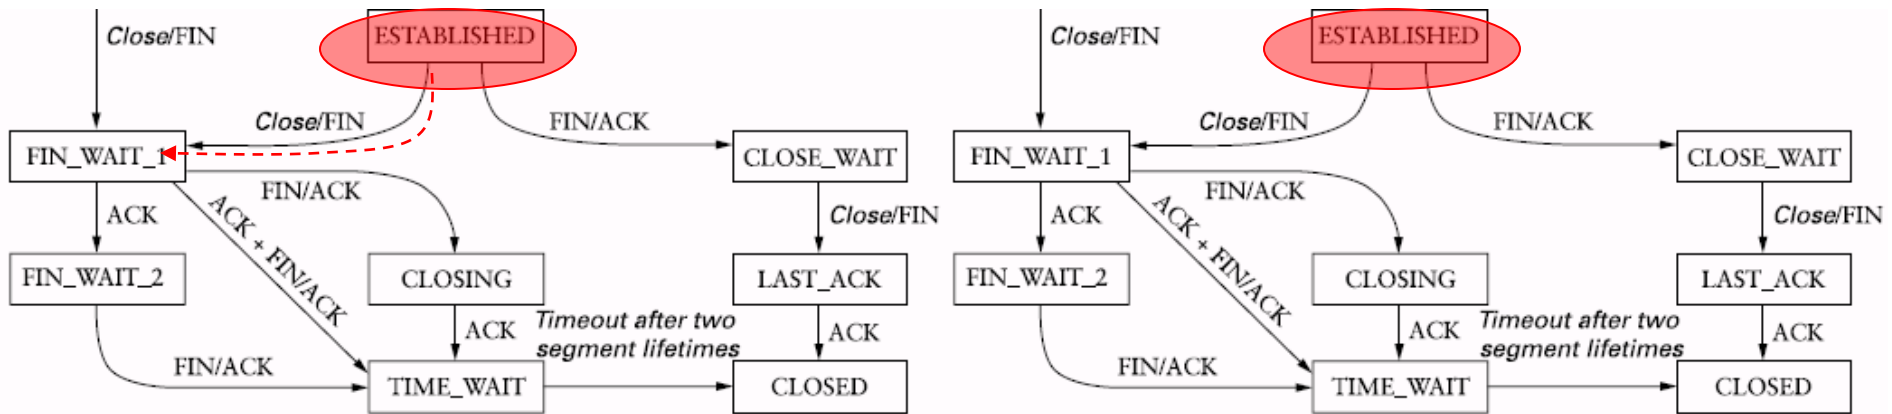 Close/FIN
ESTABLISHED
Close/FIN
FIN/ACK
FIN_WAIT_1
CLOSE_WAIT
FIN/ACK
ACK
ACK + FIN/ACK
Close/FIN
FIN_WAIT_2
CLOSING
LAST_ACK
ACK
Timeout after two
segment lifetimes
ACK
FIN/ACK
TIME_WAIT
CLOSED
Close/FIN
ESTABLISHED
Close/FIN
FIN/ACK
FIN_WAIT_1
CLOSE_WAIT
FIN/ACK
ACK
ACK + FIN/ACK
Close/FIN
FIN_WAIT_2
CLOSING
LAST_ACK
ACK
Timeout after two
segment lifetimes
ACK
FIN/ACK
TIME_WAIT
CLOSED